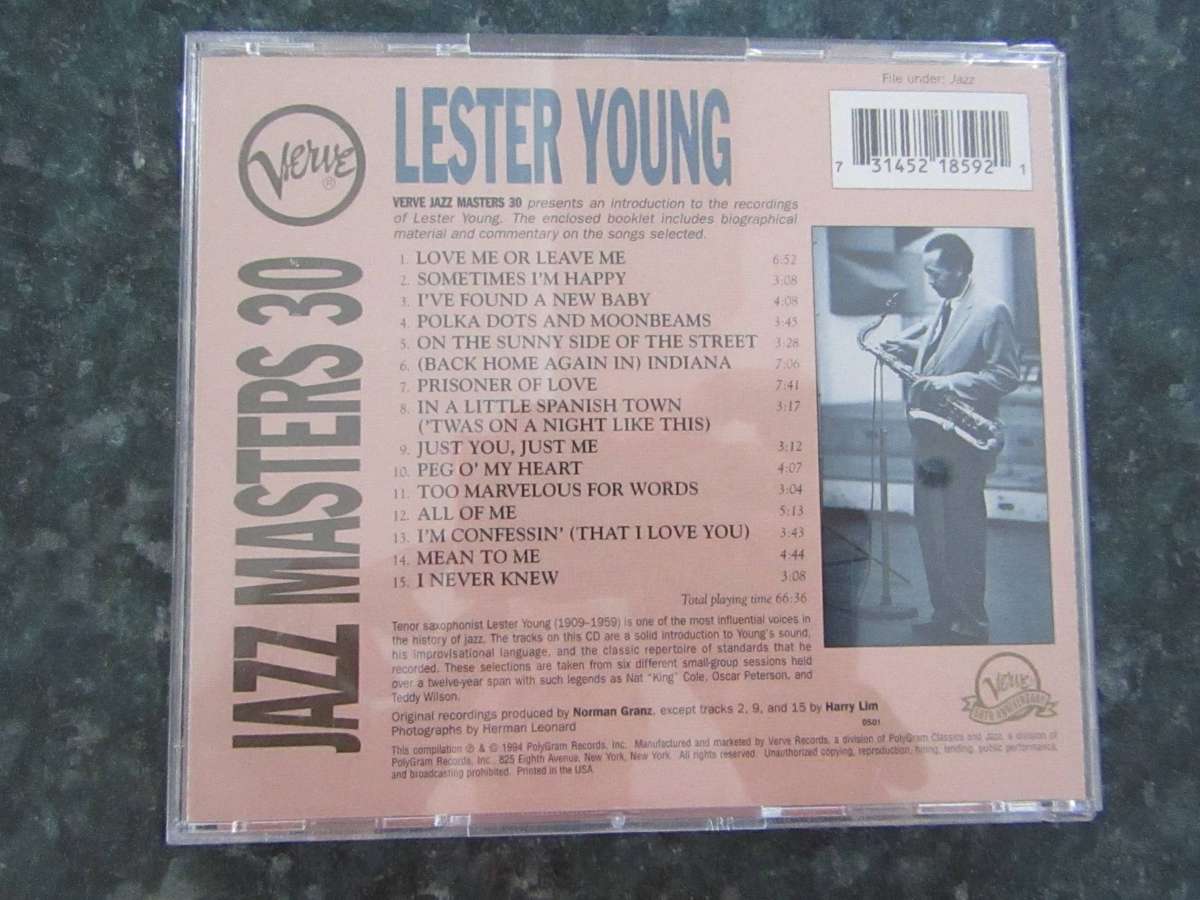 File under: Jazz
Verve®
LESTER YOUNG
7 31452 18592 1
JAZZ MASTERS 30
VERVE JAZZ MASTERS 30 presents an introduction to the recordings
of Lester Young. The enclosed booklet includes biographical
material and commentary on the songs selected.
1. LOVE ME OR LEAVE ME 6:52
2. SOMETIMES I'M HAPPY 3:08
3. I'VE FOUND A NEW BABY 4:08
4. POLKA DOTS AND MOONBEAMS 3:45
5. ON THE SUNNY SIDE OF THE STREET 3:28
6. (BACK HOME AGAIN IN) INDIANA 7:06
7. PRISONER OF LOVE 7:41
8. IN A LITTLE SPANISH TOWN 3:17
('TWAS ON A NIGHT LIKE THIS)
9. JUST YOU, JUST ME 3:12
10. PEG O' MY HEART 4:07
11. TOO MARVELOUS FOR WORDS 3:04
12. ALL OF ME 5:13
13. I'M CONFESSIN' (THAT I LOVE YOU) 3:43
14. MEAN TO ME 4:44
15. I NEVER KNEW 3:08
Total playing time 66:36
Tenor saxophonist Lester Young (1909–1959) is one of the most influential voices in
the history of jazz. The tracks on this CD are a solid introduction to Young's sound,
his improvisational language, and the classic repertoire of standards that he
recorded. These selections are taken from six different small-group sessions held
over a twelve-year span with such legends as Nat "King" Cole, Oscar Peterson, and
Teddy Wilson.
Original recordings produced by Norman Granz, except tracks 2, 9, and 15 by Harry Lim
Photographs by Herman Leonard
0501
Verve
50TH ANNIVERSARY
This compilation ℗ & © 1994 PolyGram Records, Inc. Manufactured and marketed by Verve Records, a division of PolyGram Classics and Jazz, a division of
PolyGram Records, Inc., 825 Eighth Avenue, New York, New York. All rights reserved. Unauthorized copying, reproduction, hiring, lending, public performance,
and broadcasting prohibited. Printed in the USA